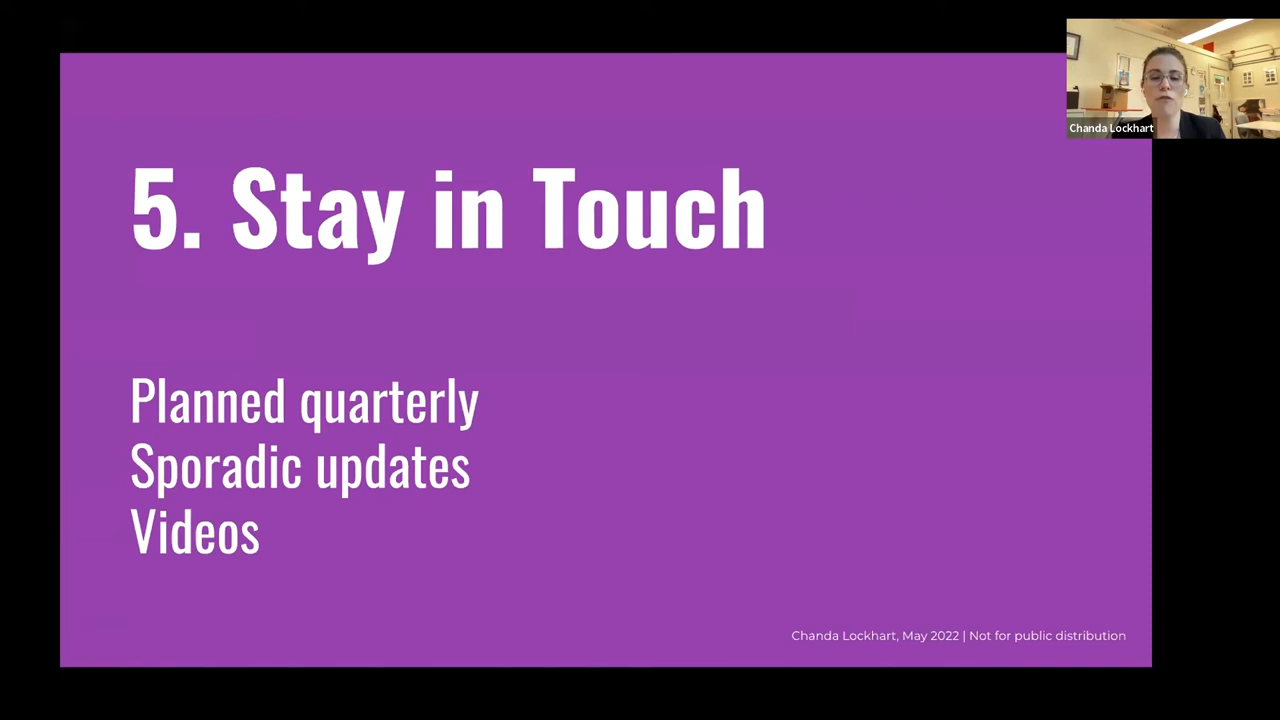 Chanda Lockhart
5. Stay in Touch
Planned quarterly
Sporadic updates
Videos
Chanda Lockhart, May 2022 | Not for public distribution